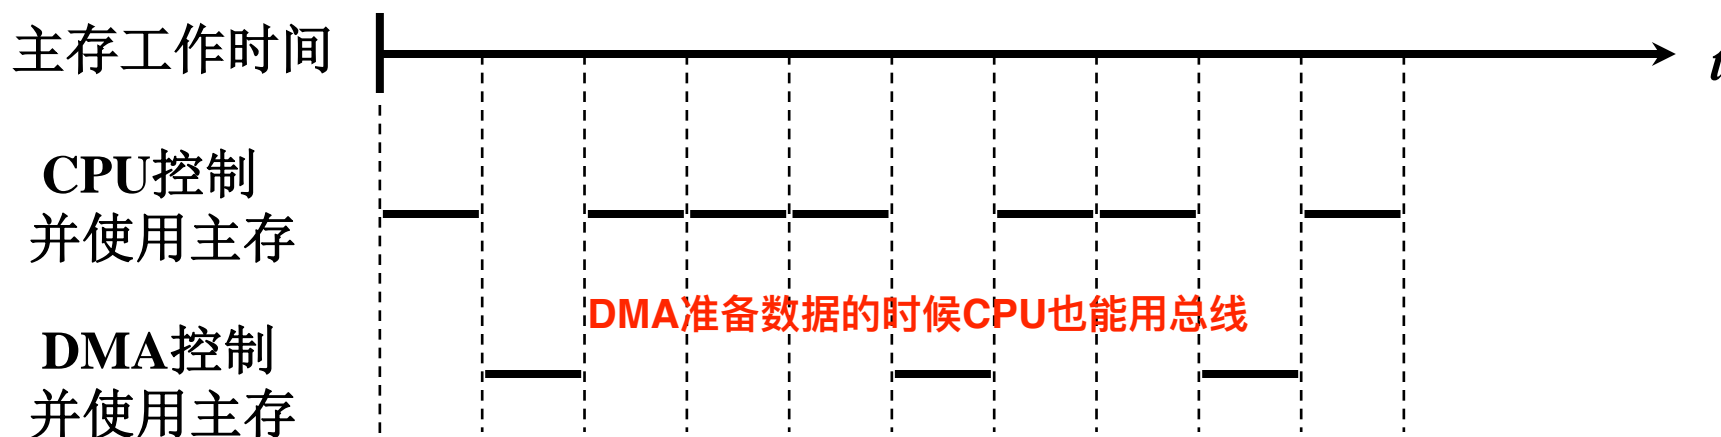 主存工作时间
t
CPU控制
并使用主存
DMA准备数据的时候CPU也能用总线
DMA控制
并使用主存